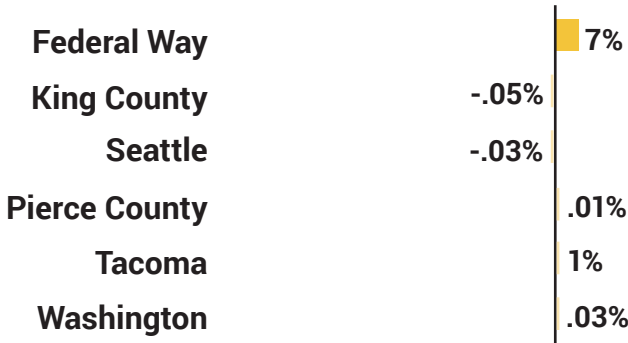 Federal Way 7%
King County -.05%
Seattle -.03%
Pierce County .01%
Tacoma 1%
Washington .03%